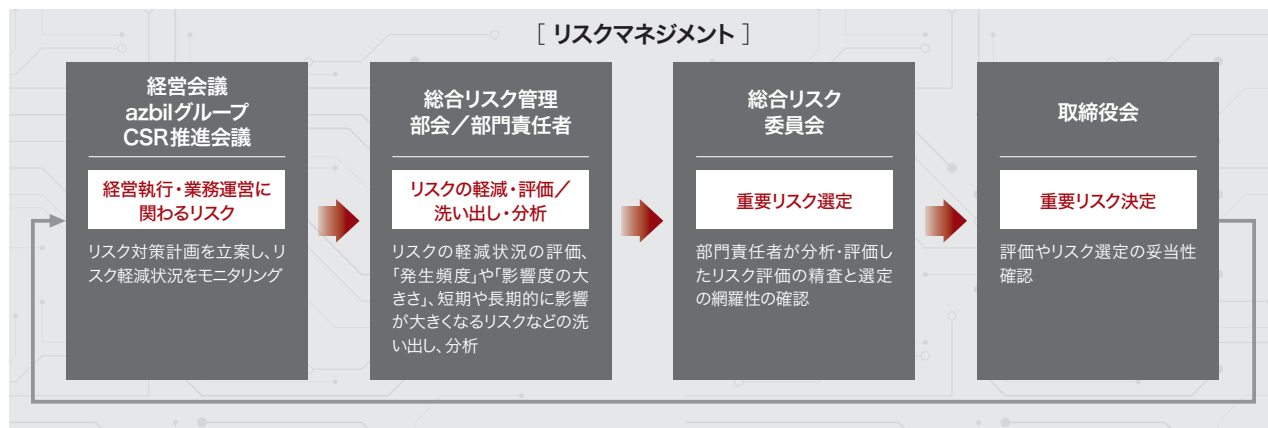 ［ リスクマネジメント ］
経営会議
azbilグループ
CSR推進会議
経営執行・業務運営に
関わるリスク
リスク対策計画を立案し、リ
スク軽減状況をモニタリング
総合リスク管理
部会／部門責任者
リスクの軽減・評価／
洗い出し・分析
リスクの軽減状況の評価、
「発生頻度」や「影響度の大
きさ」、短期や長期的に影響
が大きくなるリスクなどの洗
い出し、分析
総合リスク
委員会
重要リスク選定
部門責任者が分析・評価し
たリスク評価の精査と選定
の網羅性の確認
取締役会
重要リスク決定
評価やリスク選定の妥当性
確認